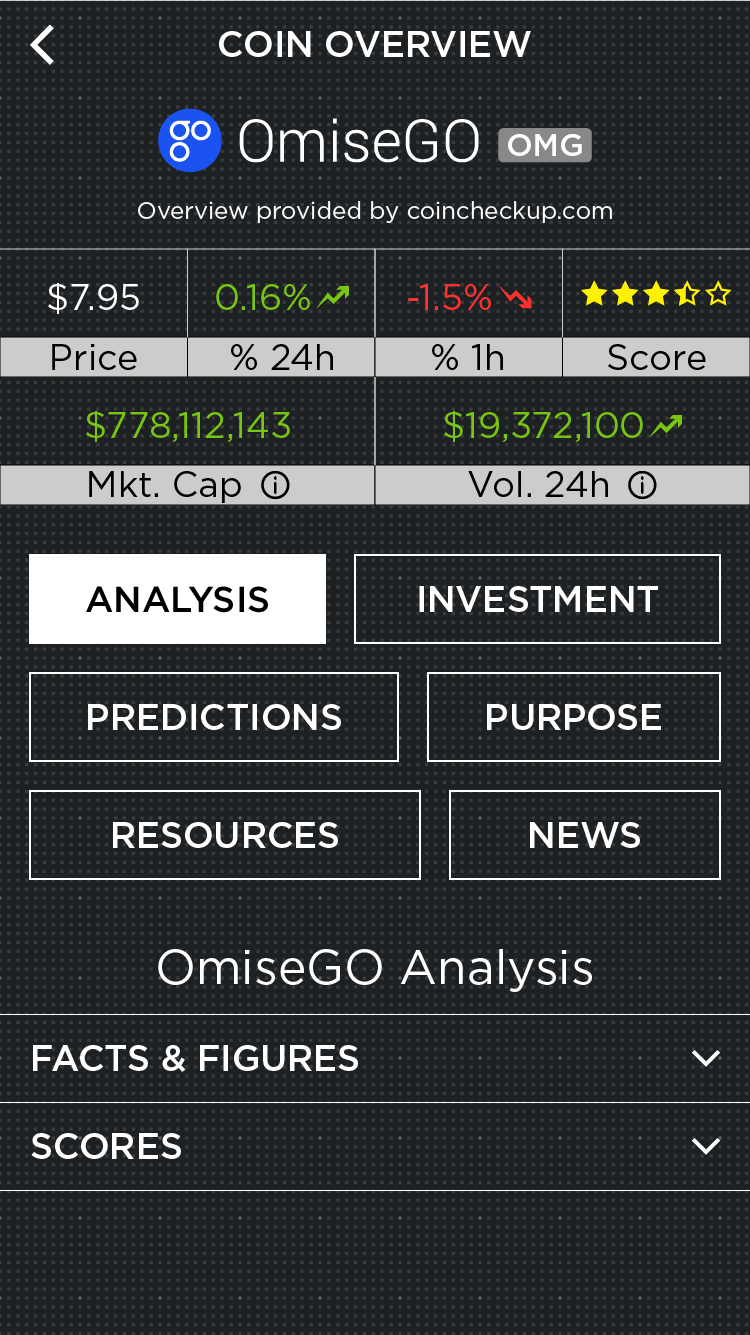 COIN OVERVIEW
go OmiseGO OMG
Overview provided by coincheckup.com
$7.95 0.16% -1.5%
Price % 24h % 1h Score
$778,112,143 $19,372,100
Mkt. Cap Vol. 24h
ANALYSIS INVESTMENT
PREDICTIONS PURPOSE
RESOURCES NEWS
OmiseGO Analysis
FACTS & FIGURES
SCORES